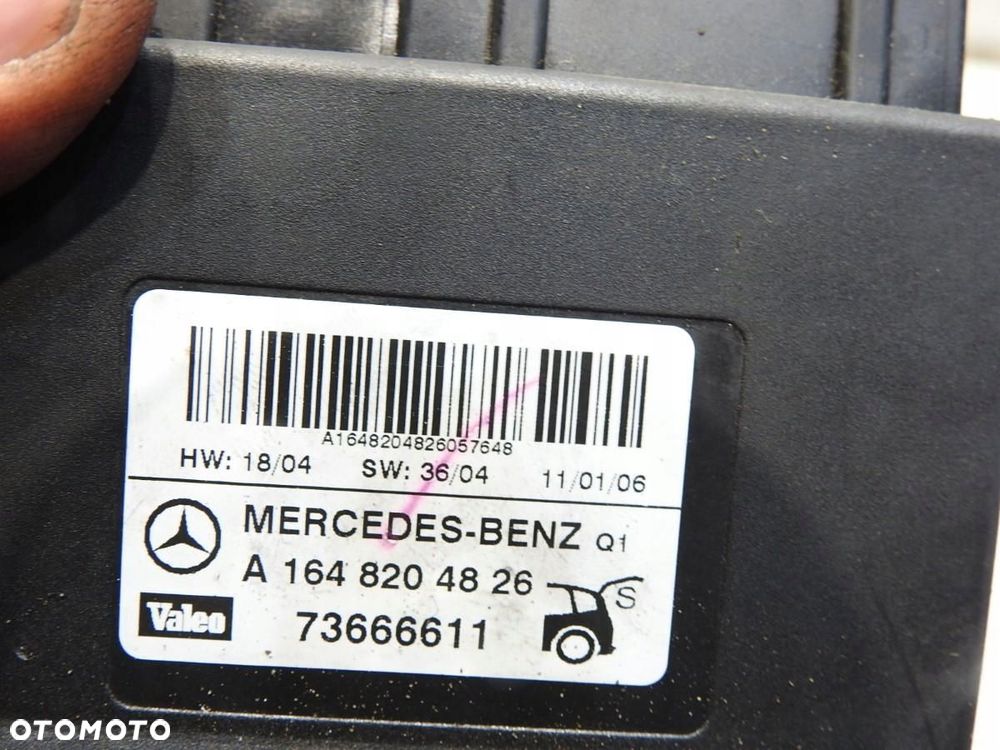 A1648204826057648
HW: 18/04 SW: 36/04 11/01/06
MERCEDES-BENZ Q1
A 164 820 48 26
S
Valeo 73666611
OTOMOTO